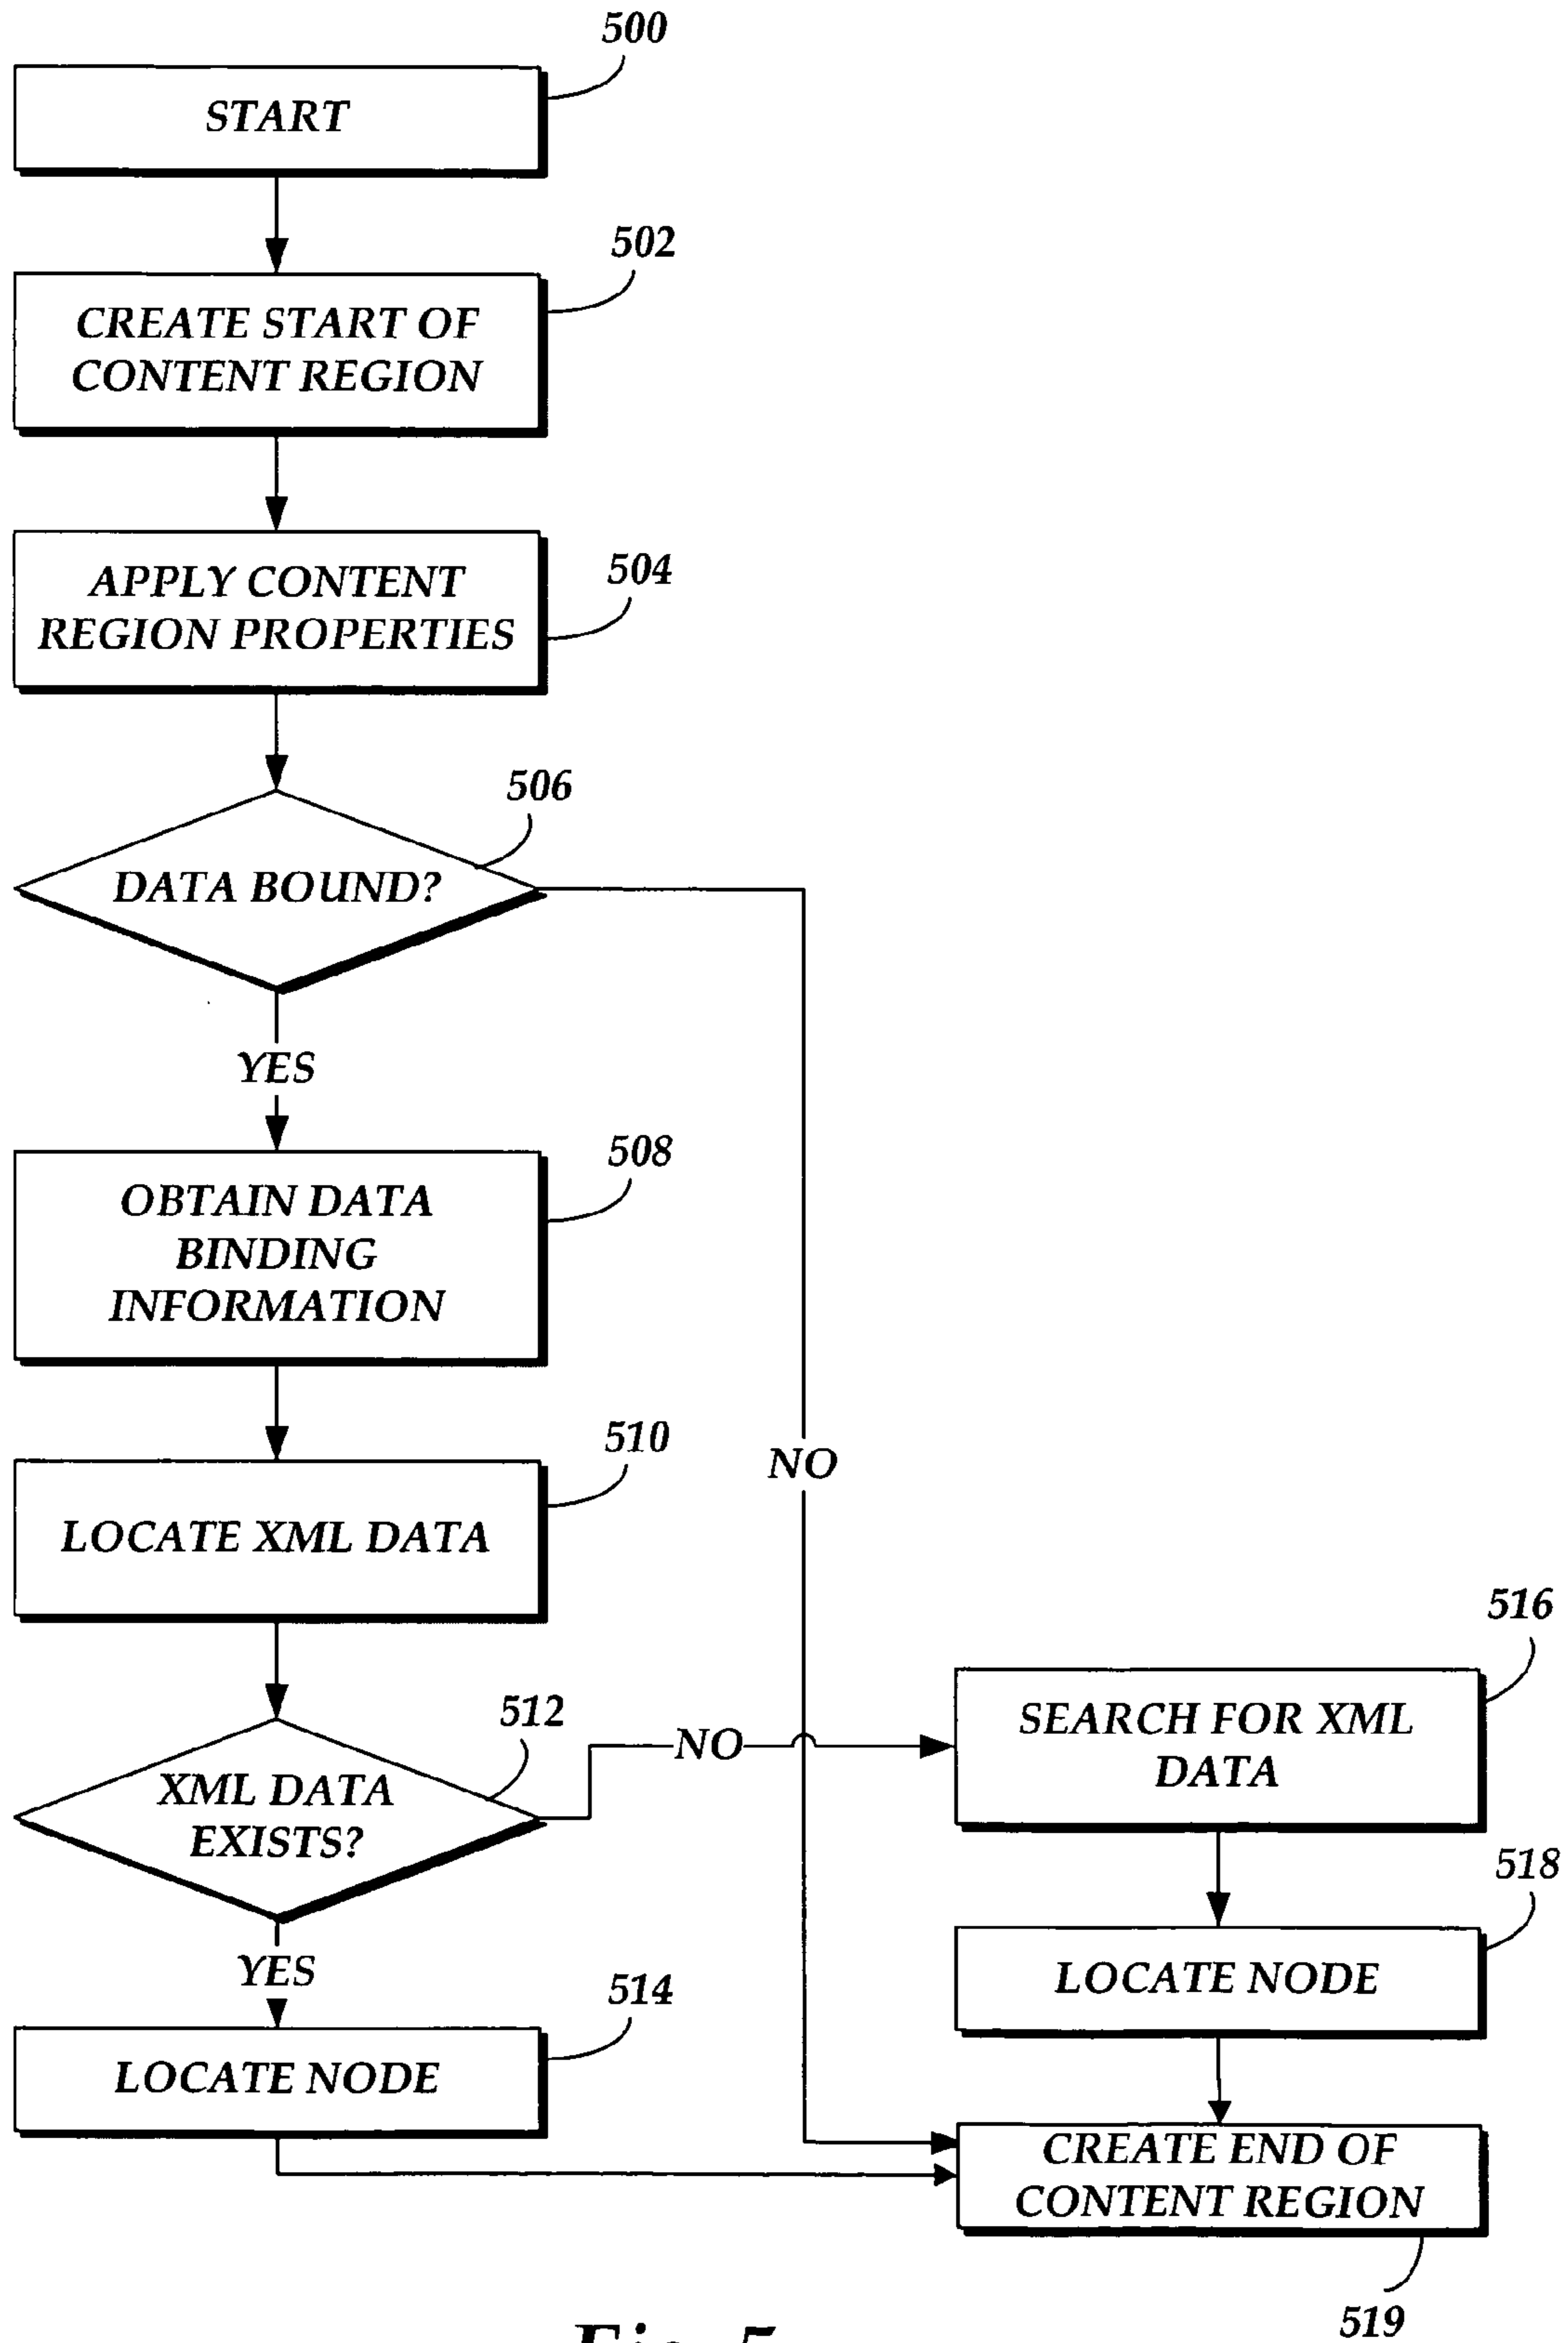 500
START
502
CREATE START OF
CONTENT REGION
504
APPLY CONTENT
REGION PROPERTIES
506
DATA BOUND?
YES
508
OBTAIN DATA
BINDING
INFORMATION
510
LOCATE XML DATA
NO
512
XML DATA
EXISTS?
NO
516
SEARCH FOR XML
DATA
518
LOCATE NODE
YES
514
LOCATE NODE
CREATE END OF
CONTENT REGION
519
Fig. 5